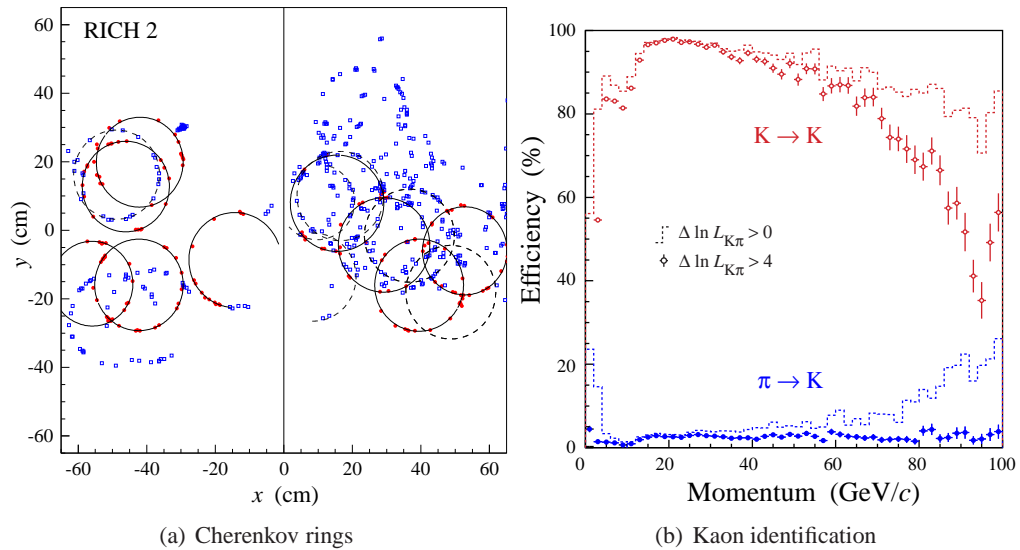 RICH 2
60
40
20
0
-20
-40
-60
y (cm)
-60
-40
-20
0
20
40
60
x (cm)
(a) Cherenkov rings
100
80
60
40
20
0
Efficiency (%)
K → K
Δ ln L_Kπ > 0
Δ ln L_Kπ > 4
π → K
0
20
40
60
80
100
Momentum (GeV/c)
(b) Kaon identification